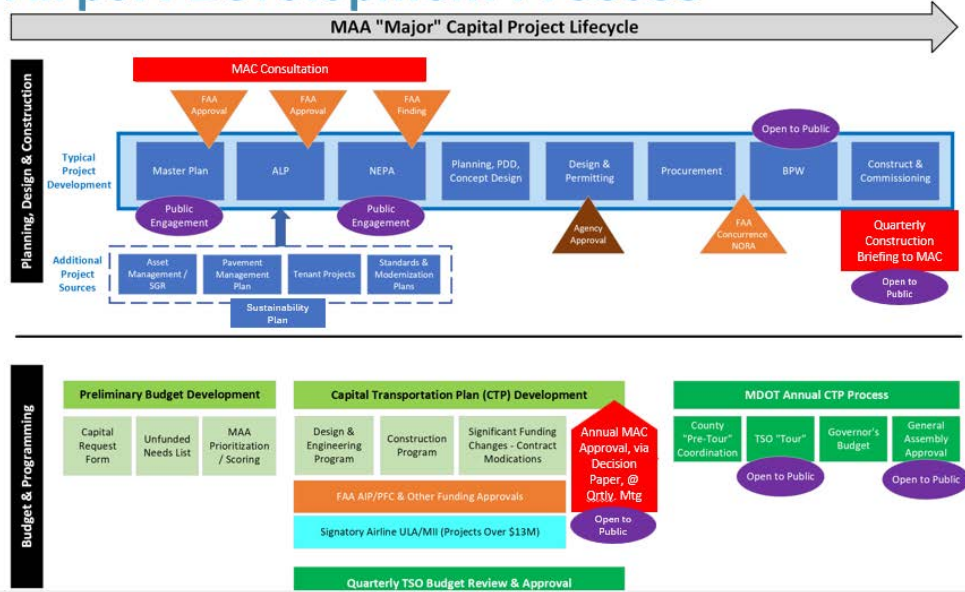 MAA "Major" Capital Project Lifecycle
Planning, Design & Construction
MAC Consultation
FAA
Approval
FAA
Approval
FAA
Finding
Open to Public
Typical
Project
Development
Master Plan
ALP
NEPA
Planning, PDD,
Concept Design
Design &
Permitting
Procurement
BPW
Construct &
Commissioning
Public
Engagement
Public
Engagement
Agency
Approval
FAA
Concurrence
NORA
Quarterly
Construction
Briefing to MAC
Open to
Public
Additional
Project
Sources
Asset
Management /
SGR
Pavement
Management
Plan
Tenant Projects
Standards &
Modernization
Plans
Sustainability
Plan
Budget & Programming
Preliminary Budget Development
Capital
Request
Form
Unfunded
Needs List
MAA
Prioritization
/ Scoring
Capital Transportation Plan (CTP) Development
Design &
Engineering
Program
Construction
Program
Significant Funding
Changes - Contract
Modications
FAA AIP/PFC & Other Funding Approvals
Signatory Airline ULA/MII (Projects Over $13M)
Annual MAC
Approval, via
Decision
Paper, @
Qrtly. Mtg
Open to
Public
Quarterly TSO Budget Review & Approval
MDOT Annual CTP Process
County
"Pre-Tour"
Coordination
TSO "Tour"
Governor's
Budget
General
Assembly
Approval
Open to Public
Open to Public